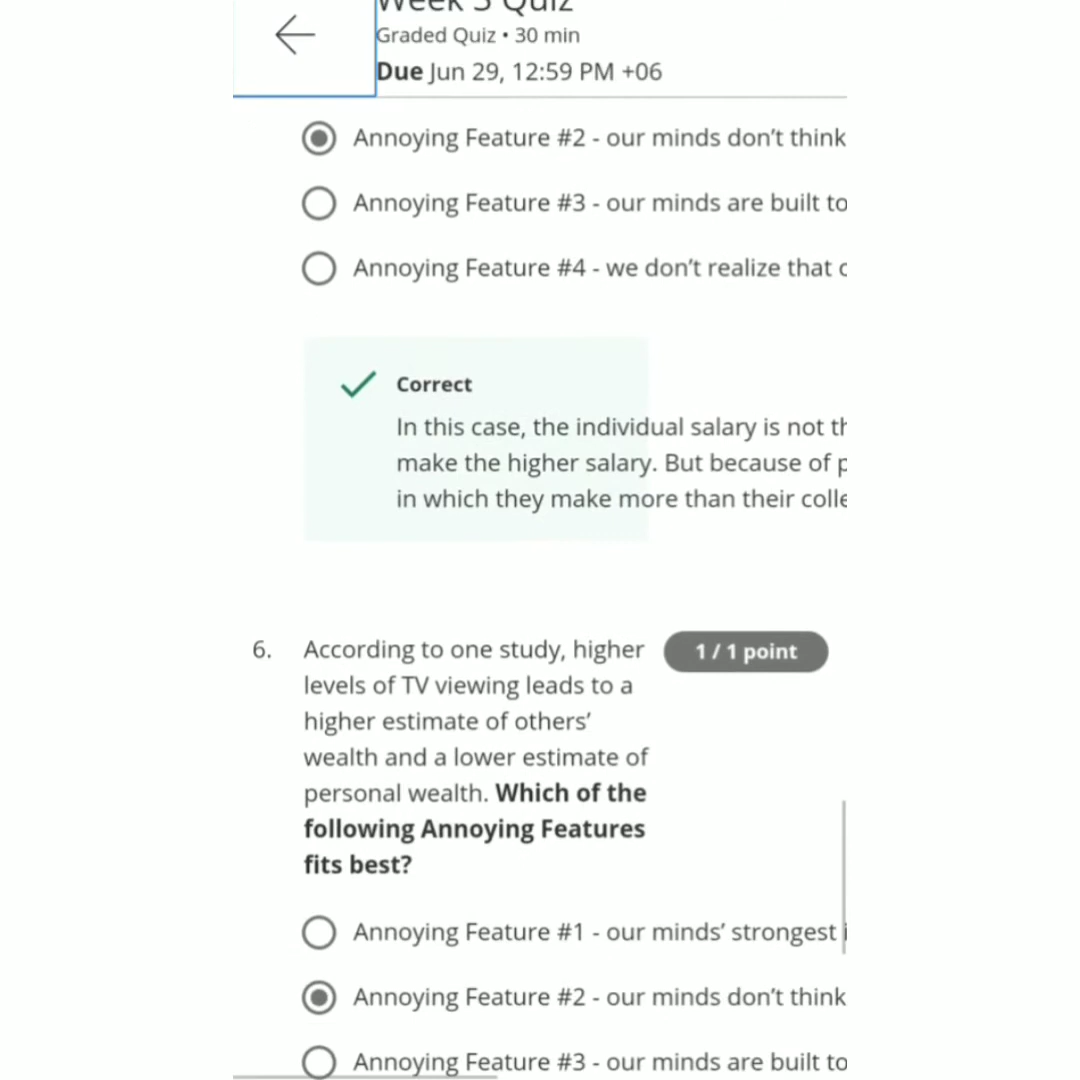 Week 3 Quiz
Graded Quiz • 30 min
Due Jun 29, 12:59 PM +06
Annoying Feature #2 - our minds don't think
Annoying Feature #3 - our minds are built to
Annoying Feature #4 - we don't realize that
Correct
In this case, the individual salary is not
make the higher salary. But because of
in which they make more than their
6. According to one study, higher
1 / 1 point
levels of TV viewing leads to a
higher estimate of others'
wealth and a lower estimate of
personal wealth. Which of the
following Annoying Features
fits best?
Annoying Feature #1 - our minds' strongest
Annoying Feature #2 - our minds don't think
Annoying Feature #3 - our minds are built to